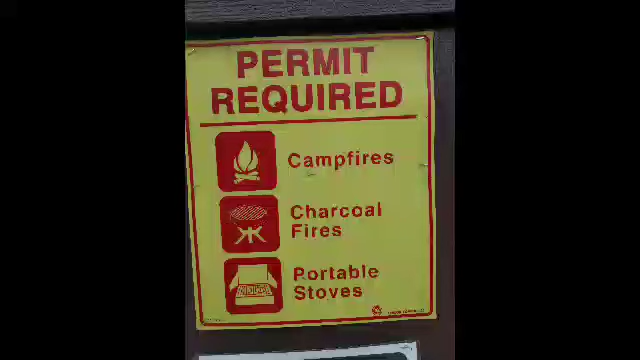 PERMIT
REQUIRED
Campfires
Charcoal
Fires
Portable
Stoves